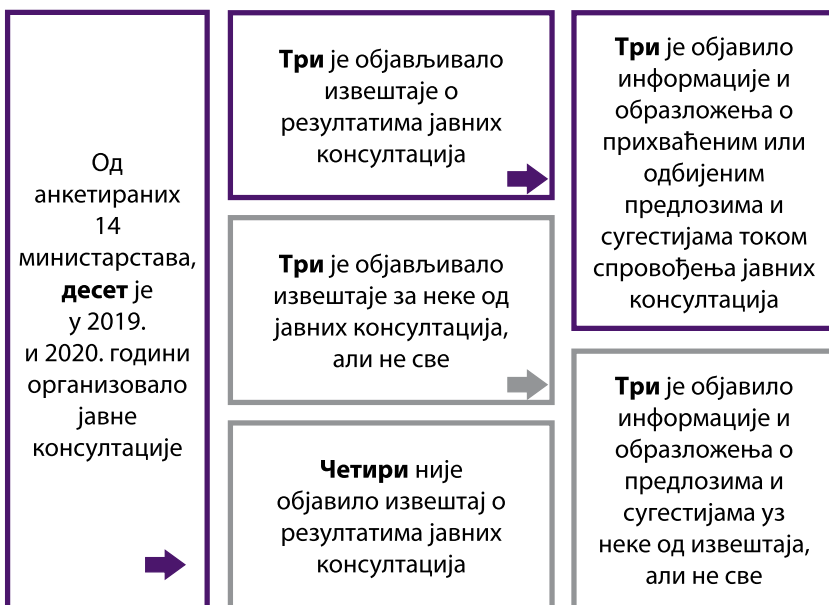 Од
анкетираних
14
министарстава,
десет је
у 2019.
и 2020. години
организовало
јавне
консултације
Три је објављивало
извештаје о
резултатима јавних
консултација
Три је објављивало
извештаје за неке од
јавних консултација,
али не све
Четири није
објавило извештај о
резултатима јавних
консултација
Три је објавило
информације и
образложења о
прихваћеним или
одбијеним
предлозима и
сугестијама током
спровођења јавних
консултација
Три је објавило
информације и
образложења о
предлозима и
сугестијама уз
неке од извештаја,
али не све